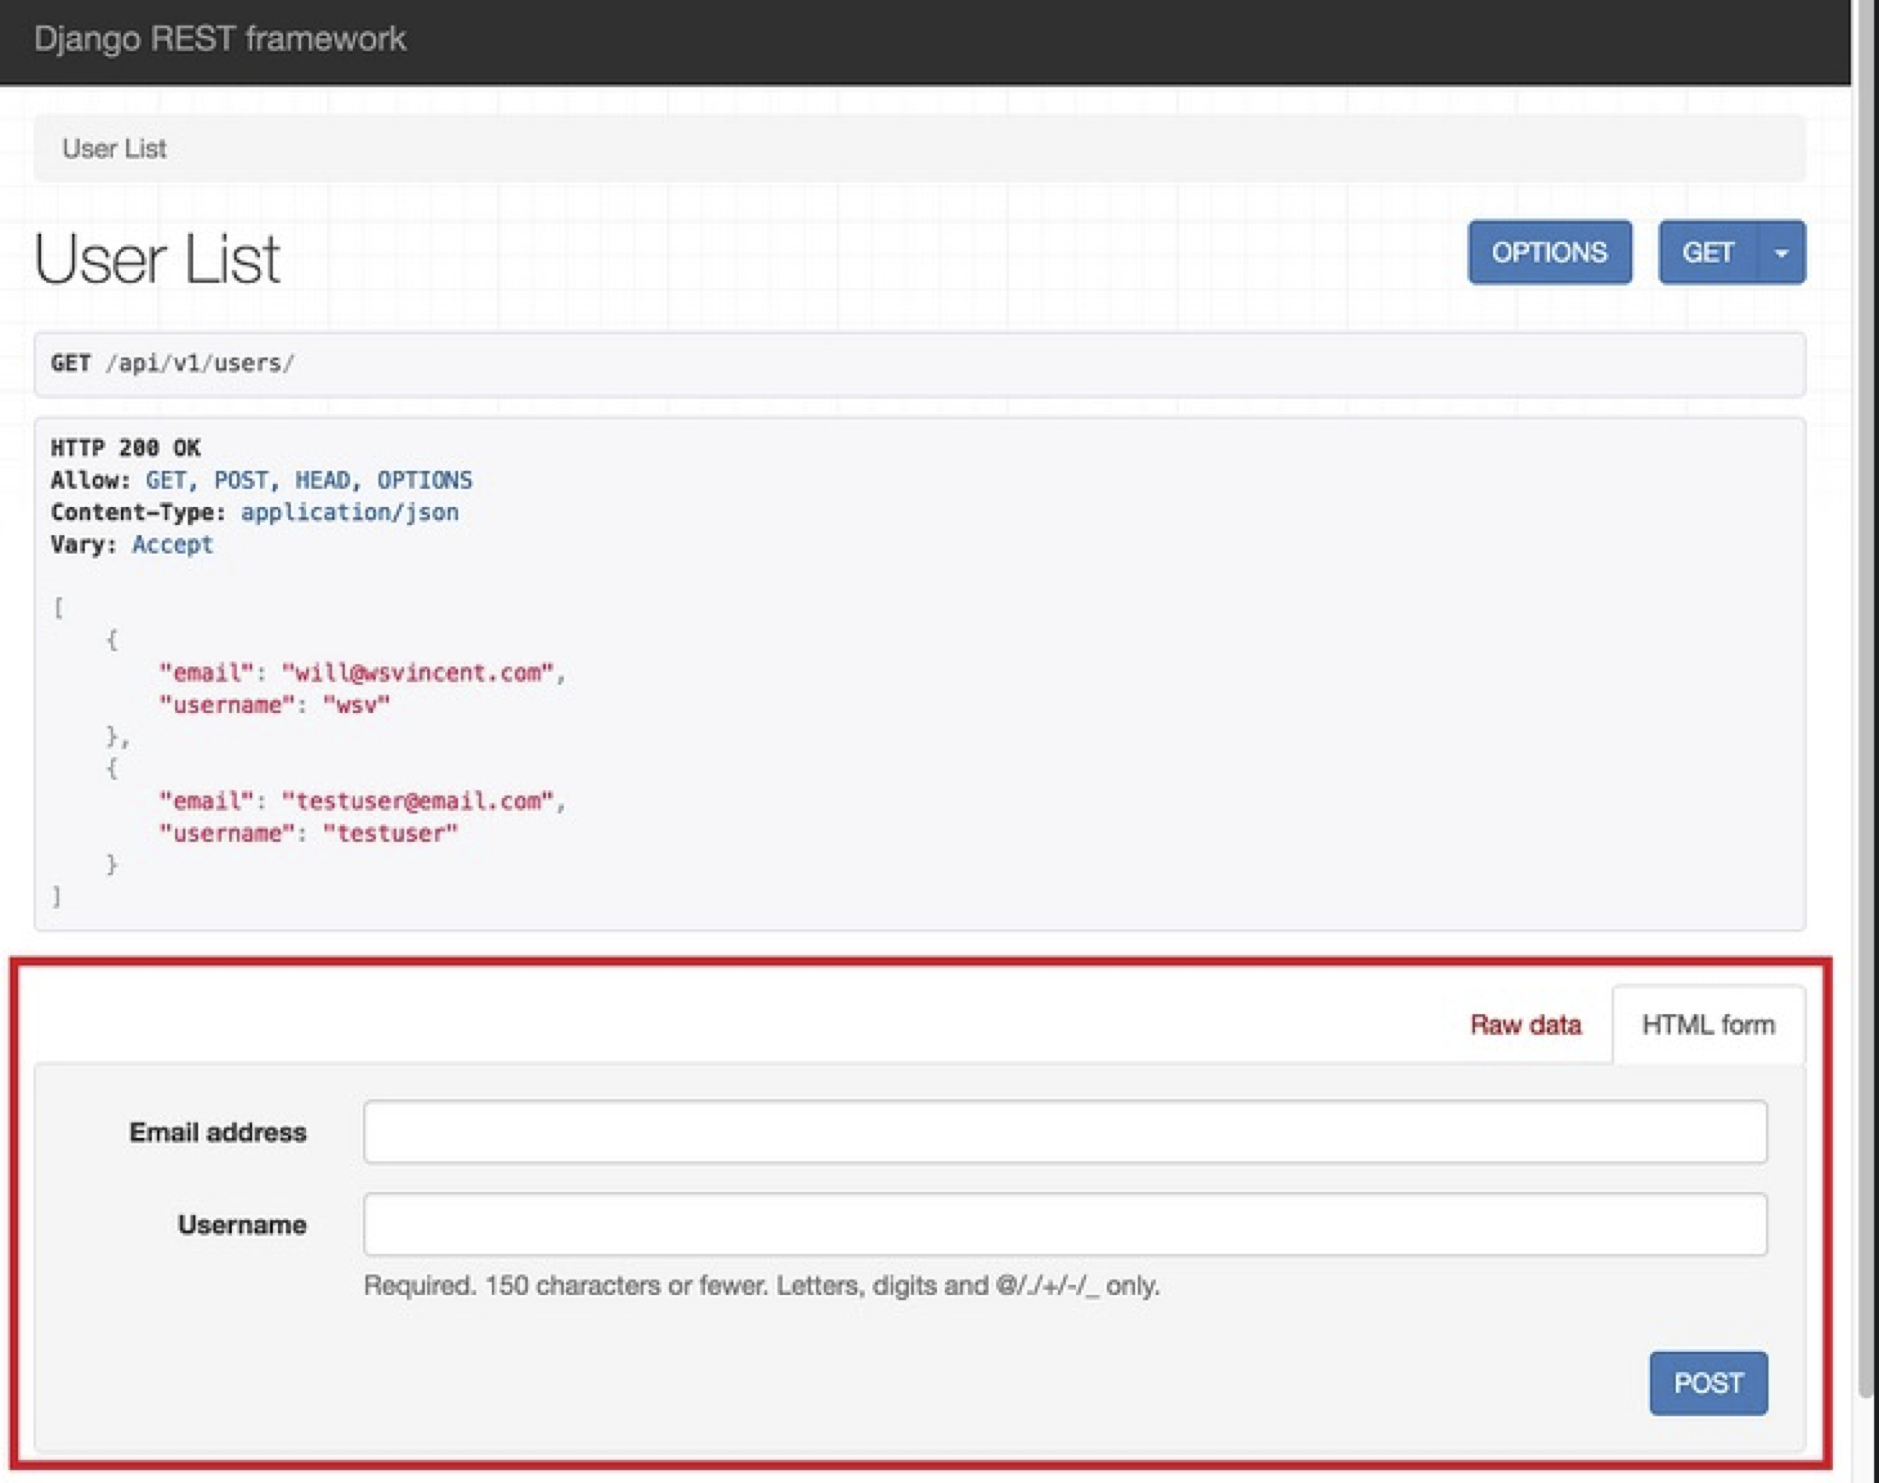 Django REST framework
User List
User List
OPTIONS
GET
GET /api/v1/users/
HTTP 200 OK
Allow: GET, POST, HEAD, OPTIONS
Content-Type: application/json
Vary: Accept
[
{
"email": "will@wsvincent.com",
"username": "wsv"
},
{
"email": "testuser@email.com",
"username": "testuser"
}
]
Raw data
HTML form
Email address
Username
Required. 150 characters or fewer. Letters, digits and @/./+/-/_ only.
POST